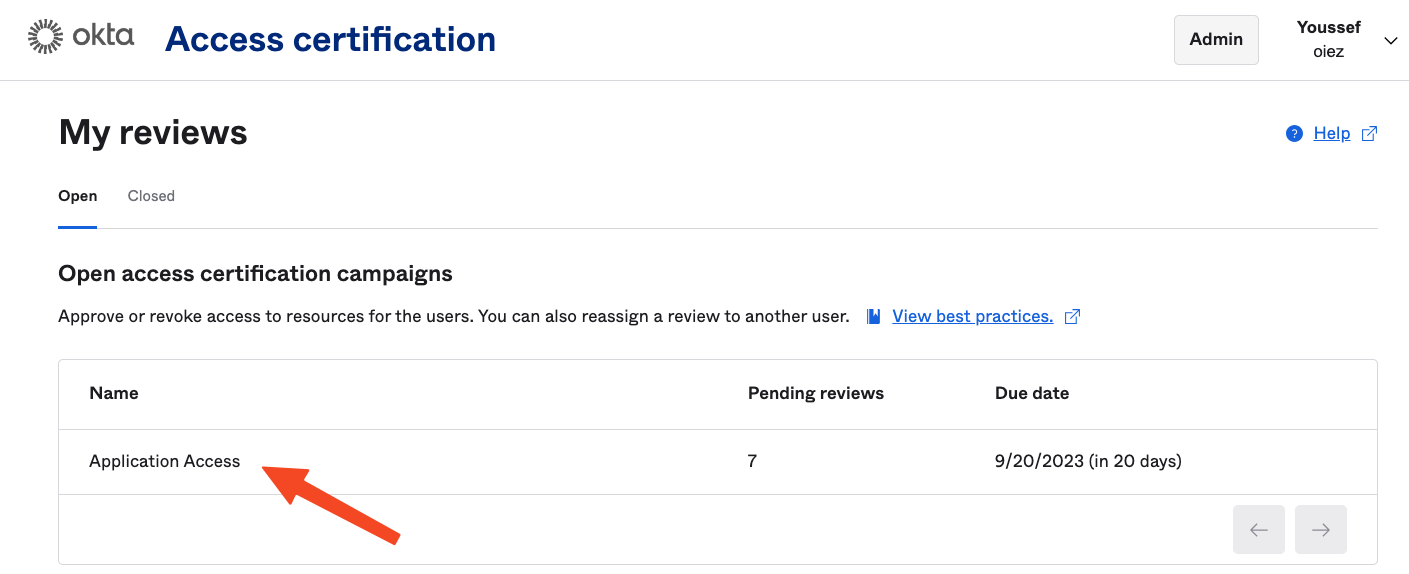 okta Access certification Admin Youssef
oiez
My reviews
? Help
Open Closed
Open access certification campaigns
Approve or revoke access to resources for the users. You can also reassign a review to another user. View best practices.
Name Pending reviews Due date
Application Access 7 9/20/2023 (in 20 days)